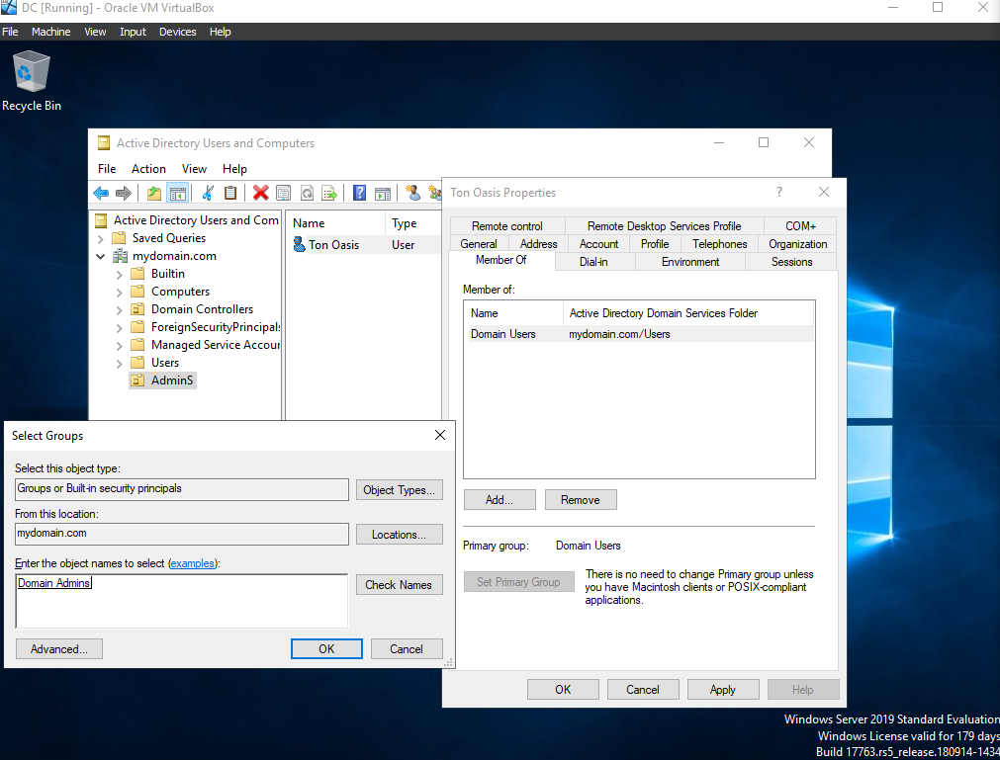 DC [Running] - Oracle VM VirtualBox
File Machine View Input Devices Help
Recycle Bin
Active Directory Users and Computers
File Action View Help
Active Directory Users and Com
Saved Queries
mydomain.com
Builtin
Computers
Domain Controllers
ForeignSecurityPrincipals
Managed Service Accour
Users
AdminS
Name Type
Ton Oasis User
Ton Oasis Properties
?
Remote control Remote Desktop Services Profile COM+
General Address Account Profile Telephones Organization
Member Of Dial-in Environment Sessions
Member of:
Name Active Directory Domain Services Folder
Domain Users mydomain.com/Users
Add... Remove
Primary group: Domain Users
Set Primary Group
There is no need to change Primary group unless
you have Macintosh clients or POSIX-compliant
applications.
OK Cancel Apply Help
Select Groups
Select this object type:
Groups or Built-in security principals Object Types...
From this location:
mydomain.com Locations...
Enter the object names to select (examples):
Domain Admins Check Names
Advanced... OK Cancel
Windows Server 2019 Standard Evaluation
Windows License valid for 179 days
Build 17763.rs5_release.180914-1434